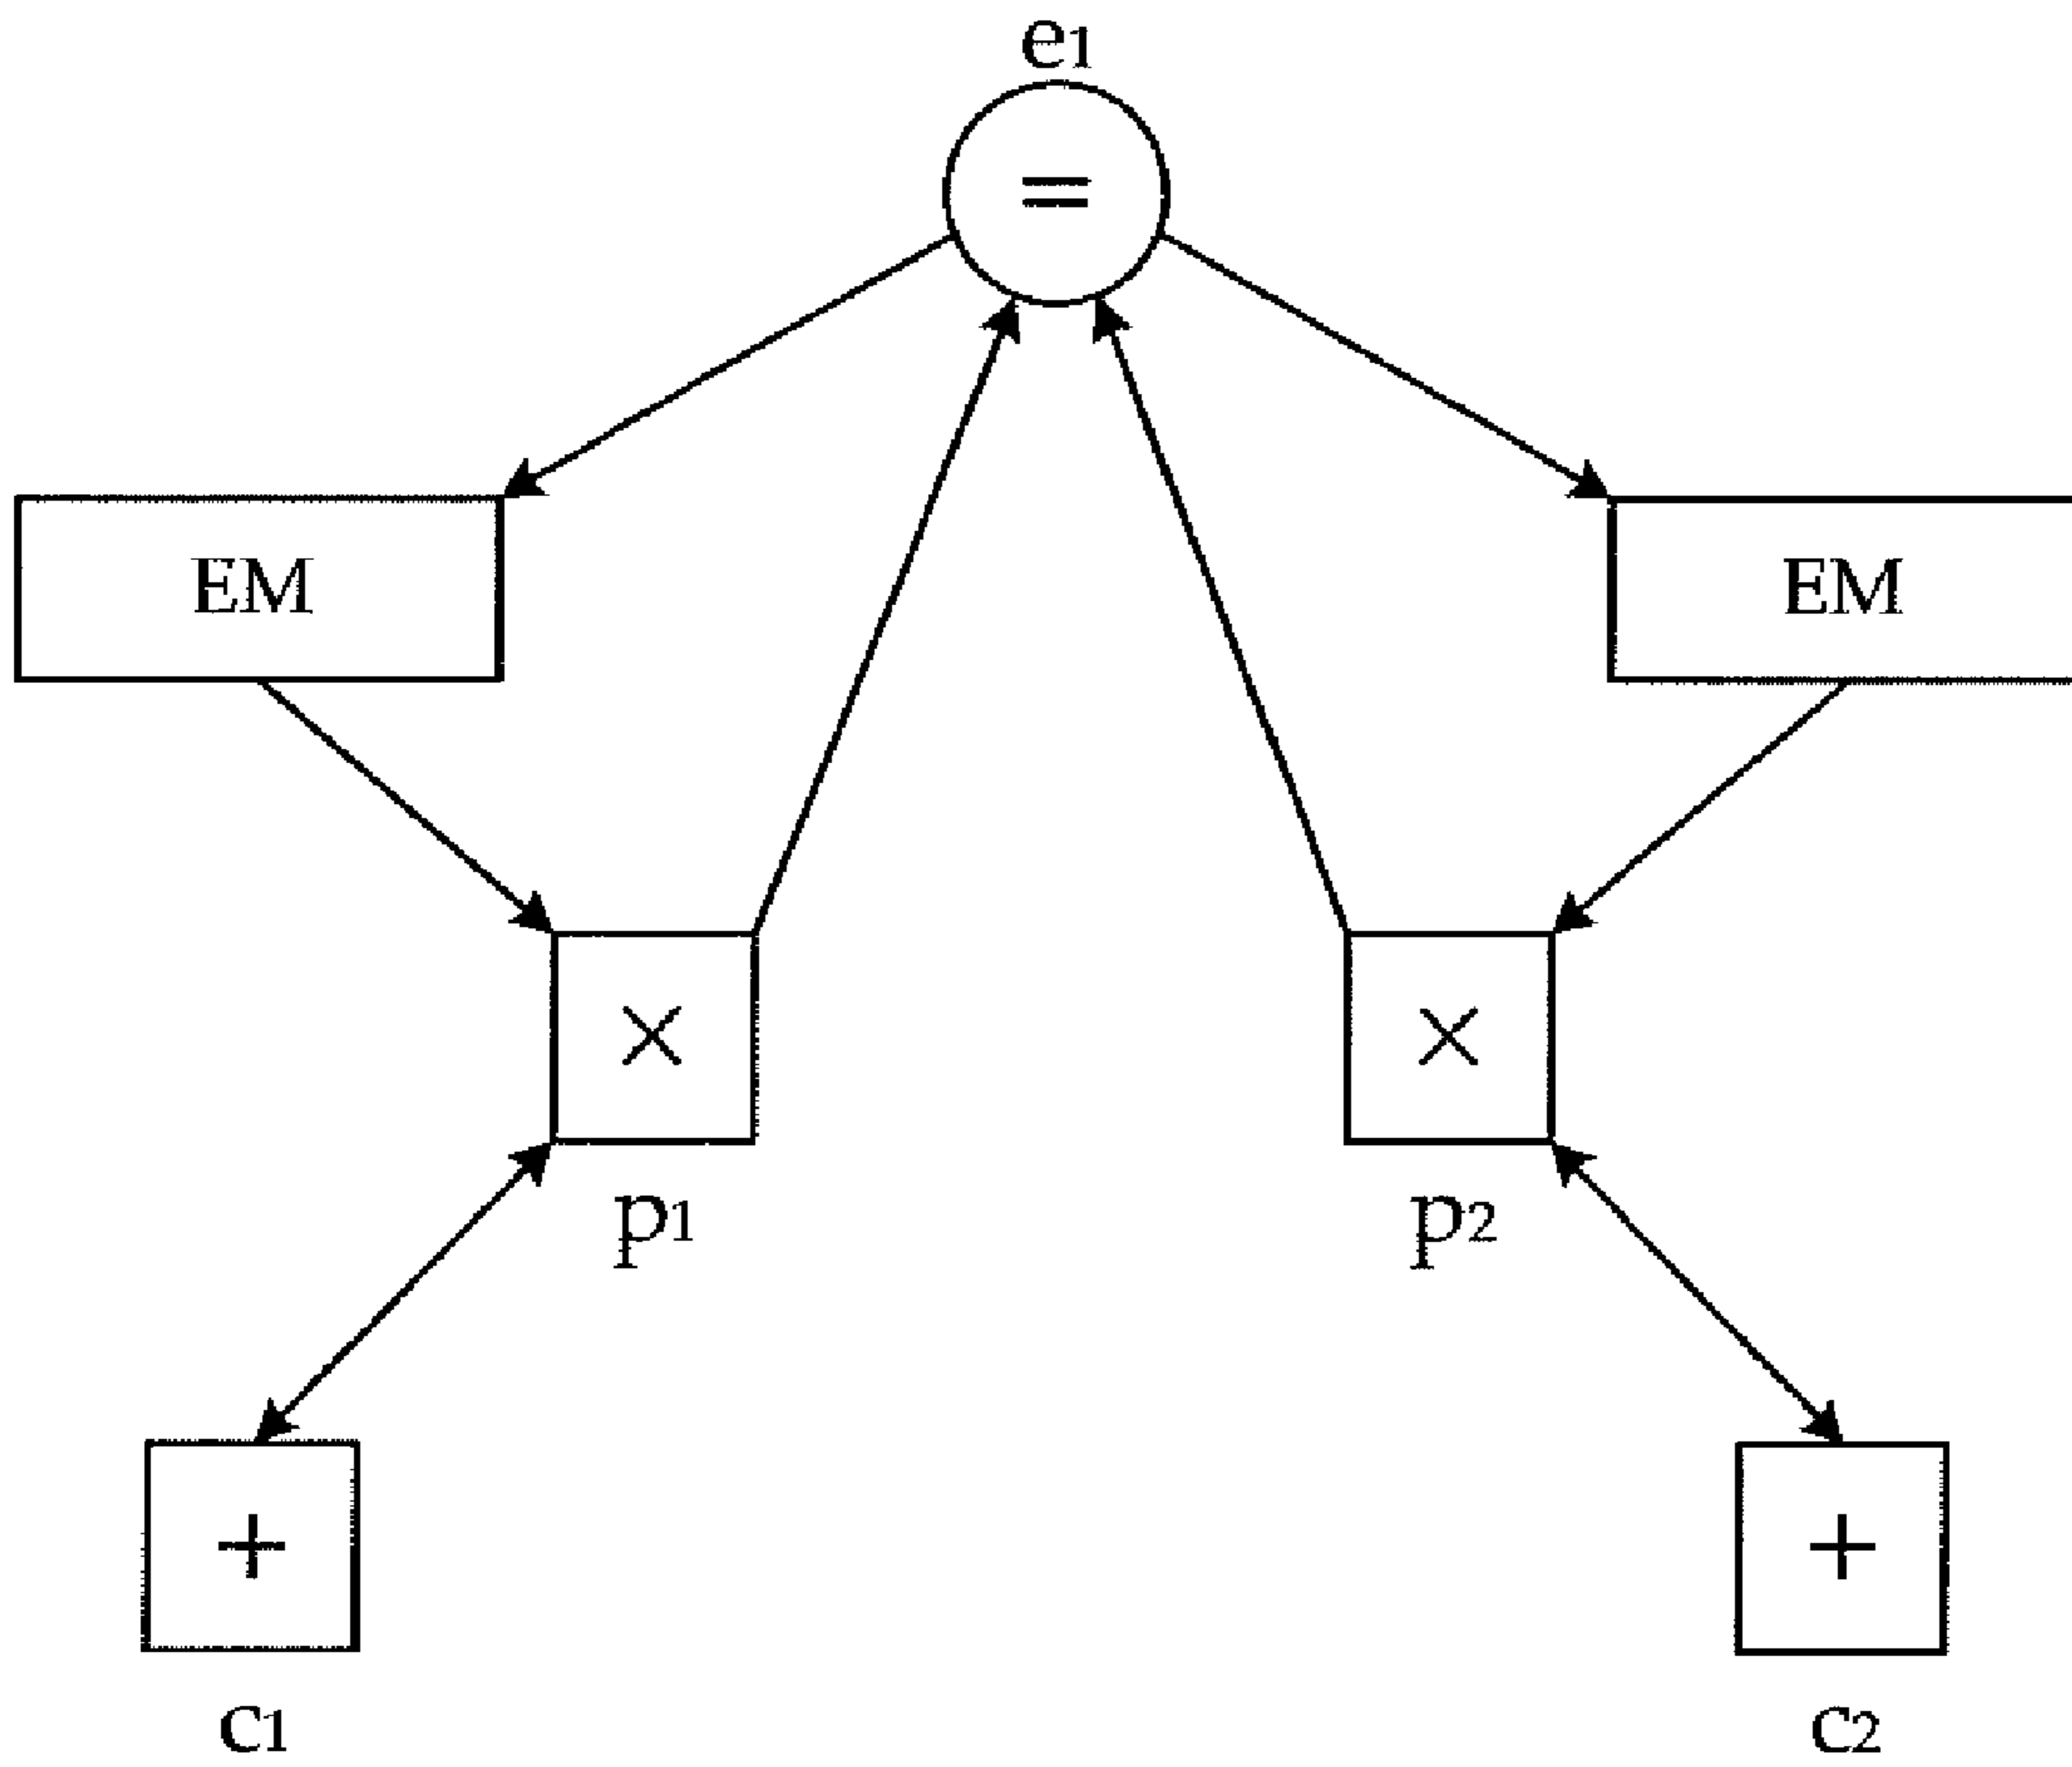 e1
=
EM EM
× ×
p1 p2
+ +
c1 c2